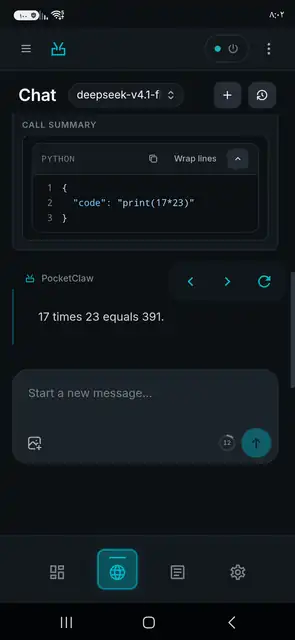 ١٠٠
٨:٠٢
Chat
deepseek-v4.1-f
CALL SUMMARY
PYTHON
Wrap lines
1 {
2 "code": "print(17*23)"
3 }
PocketClaw
17 times 23 equals 391.
Start a new message...
12